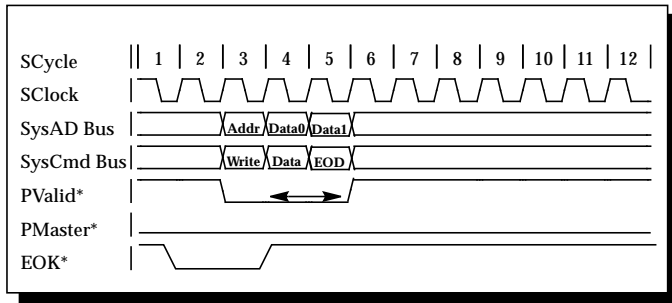 SCycle 1 2 3 4 5 6 7 8 9 10 11 12
SClock
SysAD Bus Addr Data0 Data1
SysCmd Bus Write Data EOD
PValid*
PMaster*
EOK*